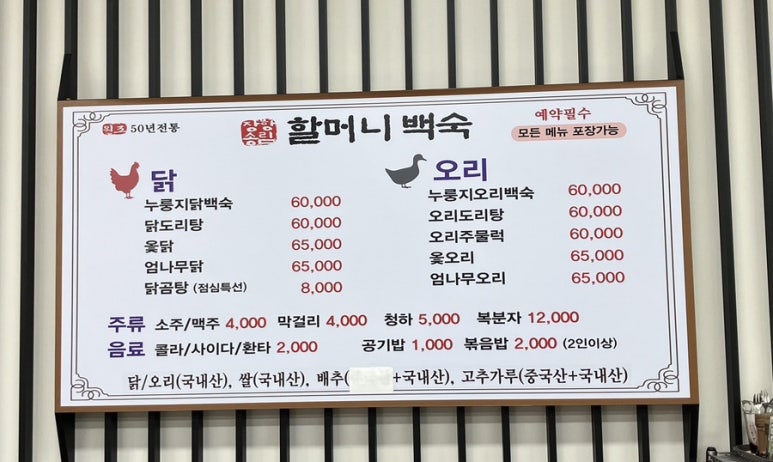 원조 50년전통
할머니 백숙
예약필수
모든 메뉴 포장가능
닭
누룽지닭백숙 60,000
닭도리탕 60,000
옻닭 65,000
엄나무닭 65,000
닭곰탕 (점심특선) 8,000
오리
누룽지오리백숙 60,000
오리도리탕 60,000
오리주물럭 60,000
옻오리 65,000
엄나무오리 65,000
주류 소주/맥주 4,000 막걸리 4,000 청하 5,000 복분자 12,000
음료 콜라/사이다/환타 2,000 공기밥 1,000 볶음밥 2,000 (2인이상)
닭/오리(국내산), 쌀(국내산), 배추( +국내산), 고추가루(중국산+국내산)